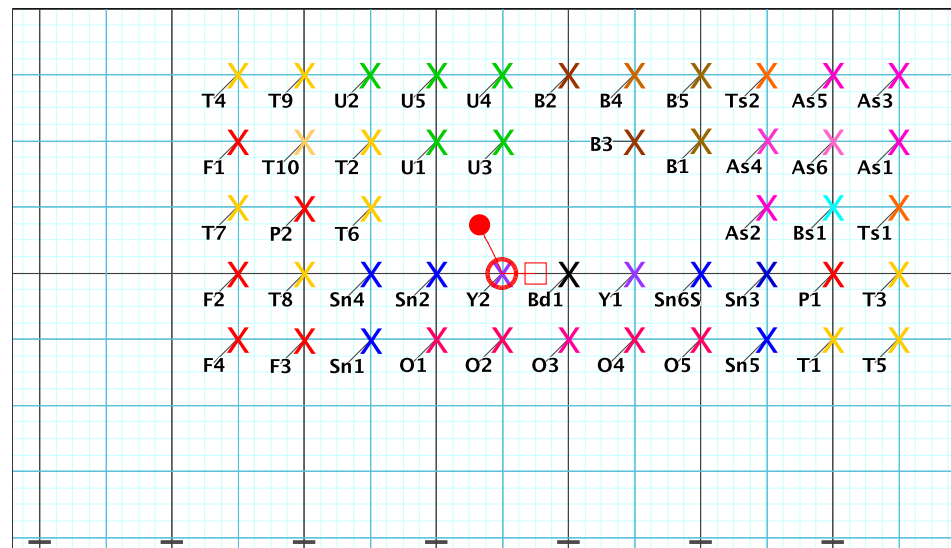 T4 T9 U2 U5 U4 B2 B4 B5 Ts2 As5 As3
F1 T10 T2 U1 U3 B3 B1 As4 As6 As1
T7 P2 T6 As2 Bs1 Ts1
F2 T8 Sn4 Sn2 Y2 Bd1 Y1 Sn6S Sn3 P1 T3
F4 F3 Sn1 O1 O2 O3 O4 O5 Sn5 T1 T5